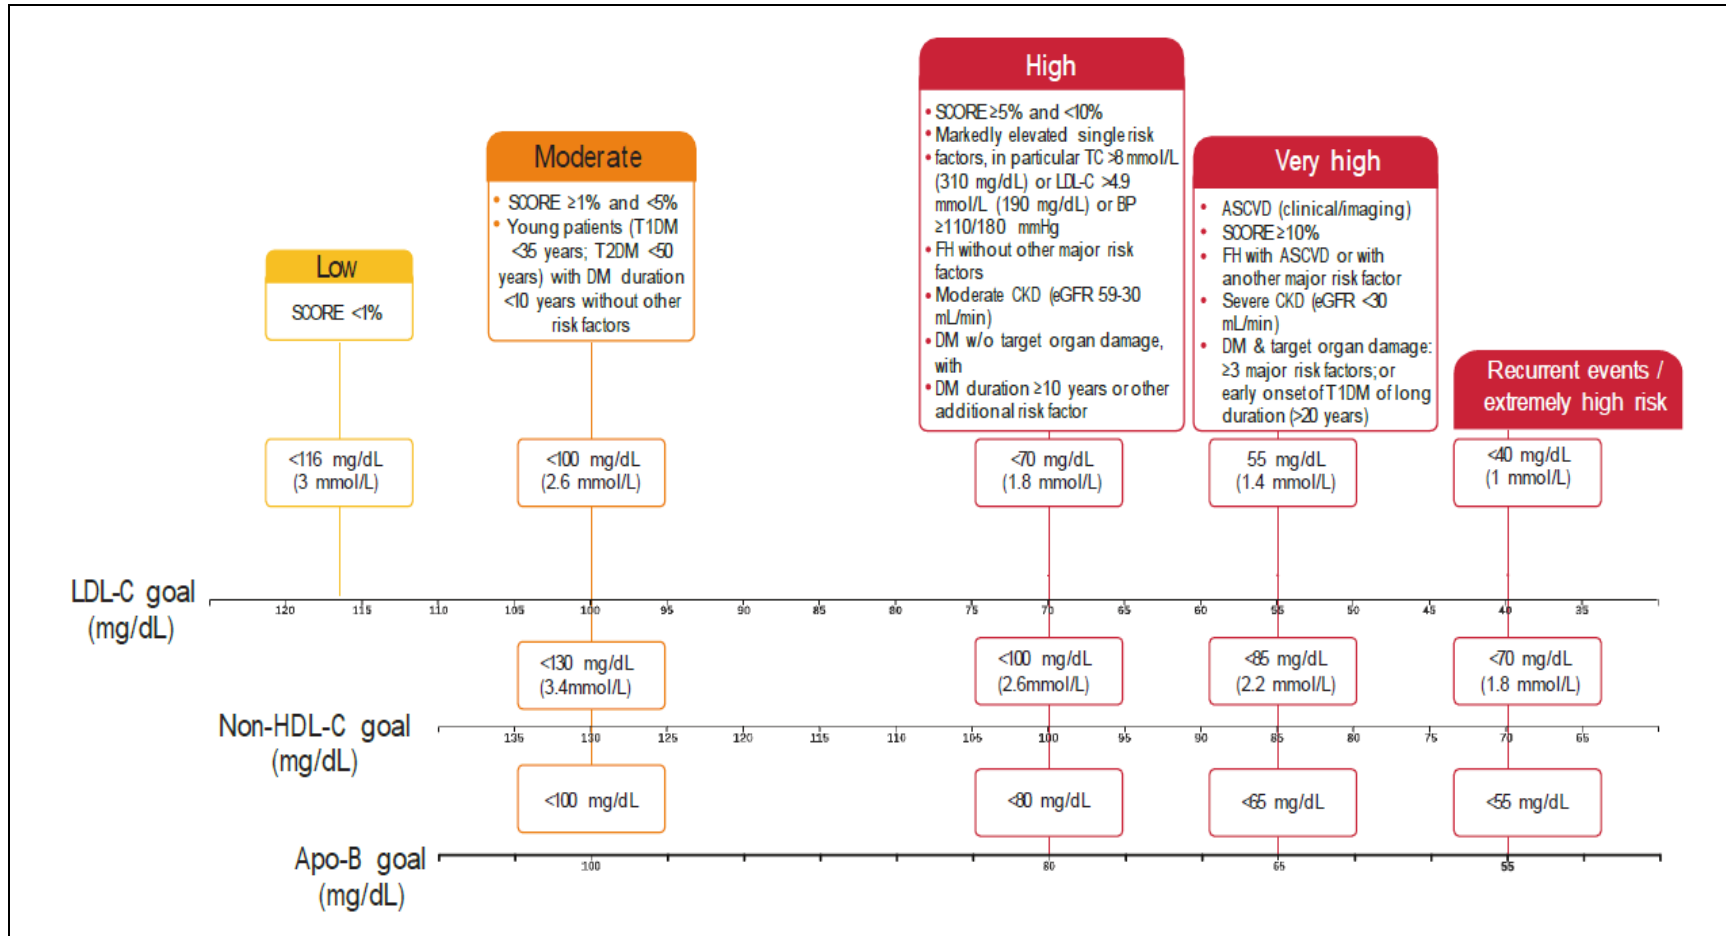 Low
SCORE <1%
Moderate
• SCORE ≥1% and <5%
• Young patients (T1DM
<35 years; T2DM <50
years) with DM duration
<10 years without other
risk factors
High
• SCORE ≥5% and <10%
• Markedly elevated single risk
• factors, in particular TC >8 mmol/L
(310 mg/dL) or LDL-C >4.9
mmol/L (190 mg/dL) or BP
≥110/180 mmHg
• FH without other major risk
factors
• Moderate CKD (eGFR 59-30
mL/min)
• DM w/o target organ damage,
with
• DM duration ≥10 years or other
additional risk factor
Very high
• ASCVD (clinical/imaging)
• SCORE ≥10%
• FH with ASCVD or with
another major risk factor
• Severe CKD (eGFR <30
mL/min)
• DM & target organ damage:
≥3 major risk factors; or
early onset of T1DM of long
duration (>20 years)
Recurrent events /
extremely high risk
<116 mg/dL
(3 mmol/L)
<100 mg/dL
(2.6 mmol/L)
<70 mg/dL
(1.8 mmol/L)
55 mg/dL
(1.4 mmol/L)
<40 mg/dL
(1 mmol/L)
LDL-C goal
(mg/dL)
120 115 110 105 100 95 90 85 80 75 70 65 60 55 50 45 40 35
<130 mg/dL
(3.4mmol/L)
<100 mg/dL
(2.6mmol/L)
<85 mg/dL
(2.2 mmol/L)
<70 mg/dL
(1.8 mmol/L)
Non-HDL-C goal
(mg/dL)
135 130 125 120 115 110 105 100 95 90 85 80 75 70 65
<100 mg/dL
<80 mg/dL
<65 mg/dL
<55 mg/dL
Apo-B goal
(mg/dL)
100 80 65 55